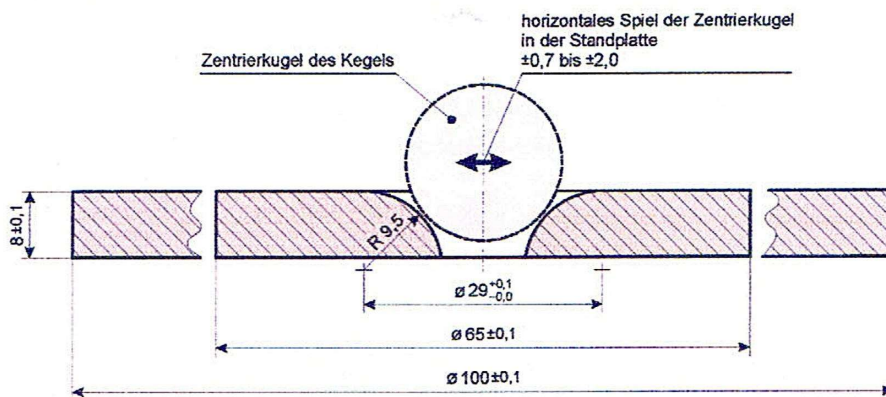 horizontales Spiel der Zentrierkugel
in der Standplatte
±0,7 bis ±2,0
Zentrierkugel des Kegels
8±0,1
R 9,5
ø 29 +0,1 -0,0
ø 65±0,1
ø 100±0,1